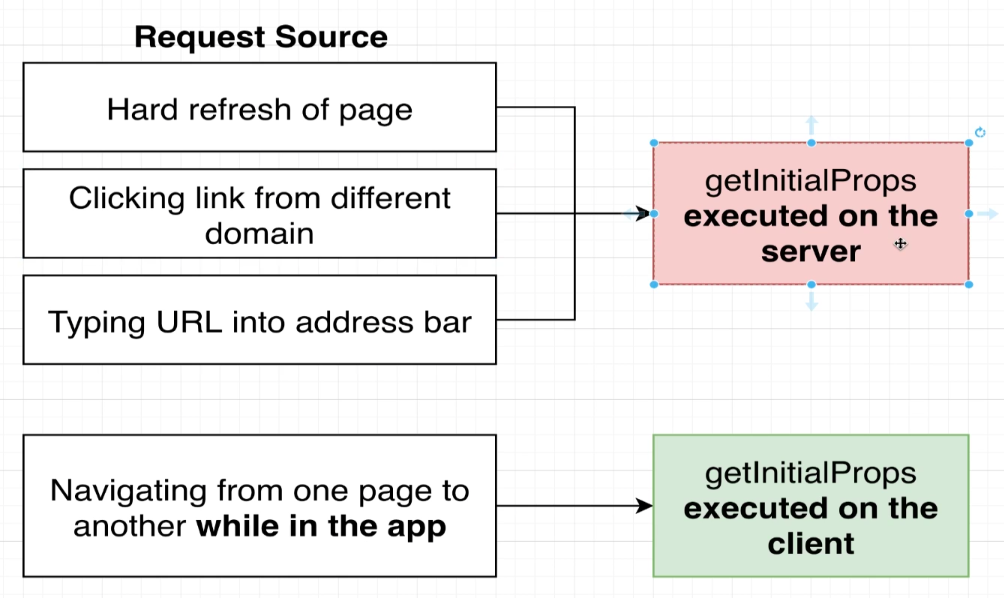 Request Source
Hard refresh of page
Clicking link from different
domain
Typing URL into address bar
getInitialProps
executed on the
server
Navigating from one page to
another while in the app
getInitialProps
executed on the
client